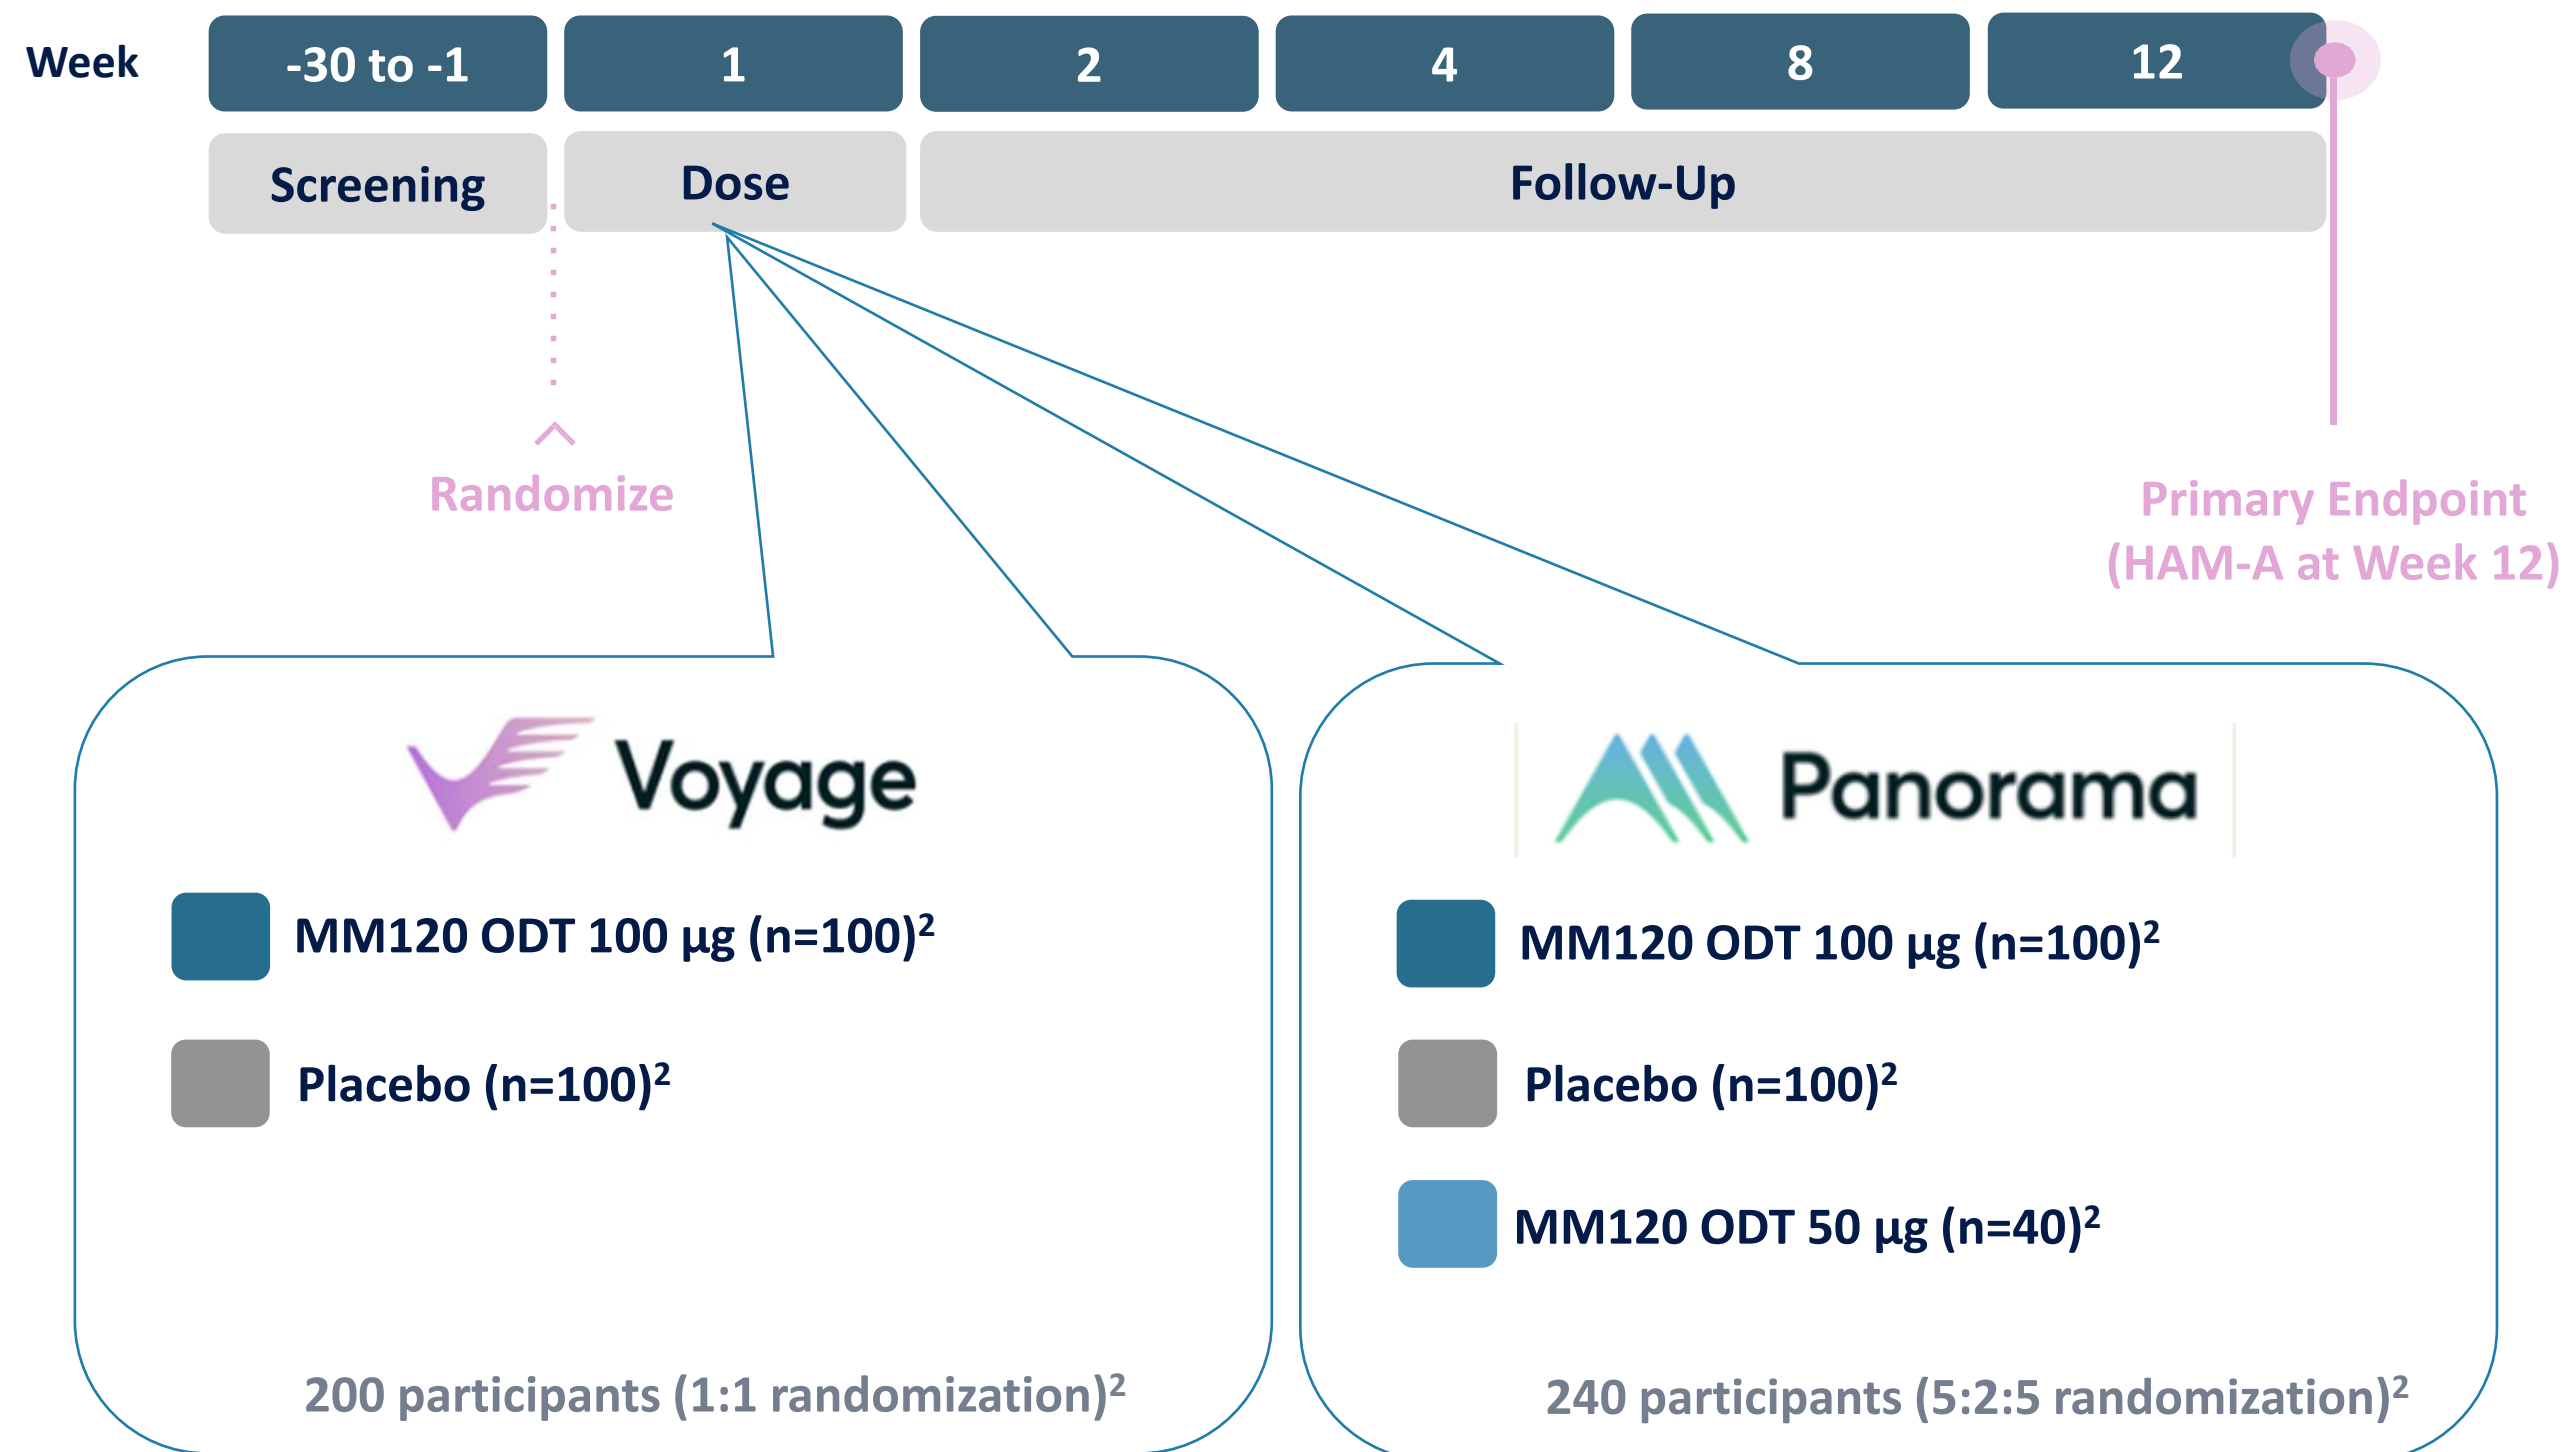 Week -30 to -1 1 2 4 8 12
Screening Dose Follow-Up
Randomize
Primary Endpoint
(HAM-A at Week 12)
Voyage
MM120 ODT 100 µg (n=100)²
Placebo (n=100)²
200 participants (1:1 randomization)²
Panorama
MM120 ODT 100 µg (n=100)²
Placebo (n=100)²
MM120 ODT 50 µg (n=40)²
240 participants (5:2:5 randomization)²